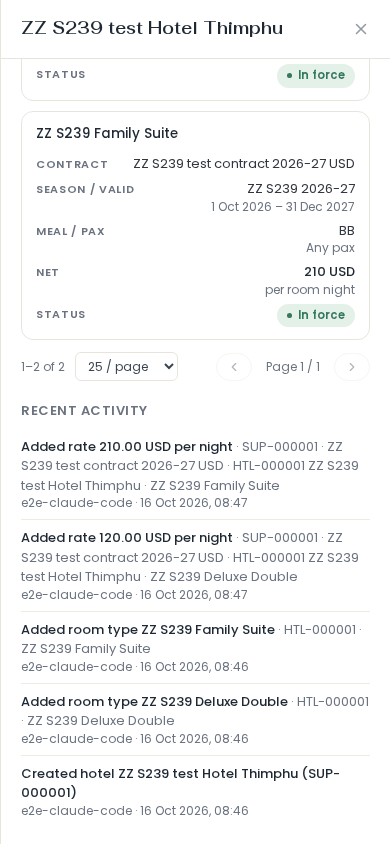 ZZ S239 test Hotel Thimphu
STATUS In force
ZZ S239 Family Suite
CONTRACT ZZ S239 test contract 2026-27 USD
SEASON / VALID ZZ S239 2026-27
1 Oct 2026 – 31 Dec 2027
MEAL / PAX BB
Any pax
NET 210 USD
per room night
STATUS In force
1–2 of 2 25 / page Page 1 / 1
RECENT ACTIVITY
Added rate 210.00 USD per night · SUP-000001 · ZZ
S239 test contract 2026-27 USD · HTL-000001 ZZ S239
test Hotel Thimphu · ZZ S239 Family Suite
e2e-claude-code · 16 Oct 2026, 08:47
Added rate 120.00 USD per night · SUP-000001 · ZZ
S239 test contract 2026-27 USD · HTL-000001 ZZ S239
test Hotel Thimphu · ZZ S239 Deluxe Double
e2e-claude-code · 16 Oct 2026, 08:47
Added room type ZZ S239 Family Suite · HTL-000001 ·
ZZ S239 Family Suite
e2e-claude-code · 16 Oct 2026, 08:46
Added room type ZZ S239 Deluxe Double · HTL-000001
· ZZ S239 Deluxe Double
e2e-claude-code · 16 Oct 2026, 08:46
Created hotel ZZ S239 test Hotel Thimphu (SUP-
000001)
e2e-claude-code · 16 Oct 2026, 08:46